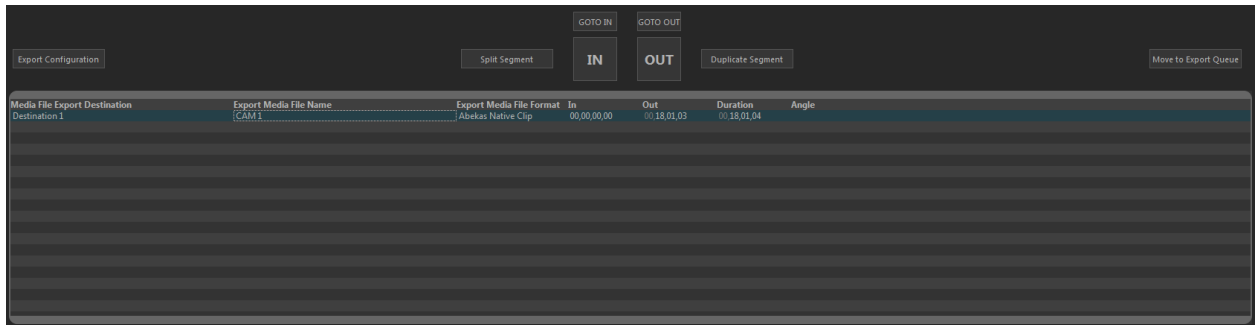 GOTO IN GOTO OUT
Export Configuration Split Segment IN OUT Duplicate Segment Move to Export Queue
Media File Export Destination Export Media File Name Export Media File Format In Out Duration Angle
Destination 1 CAM 1 Abekas Native Clip 00,00,00,00 00,18,01,03 00,18,01,04